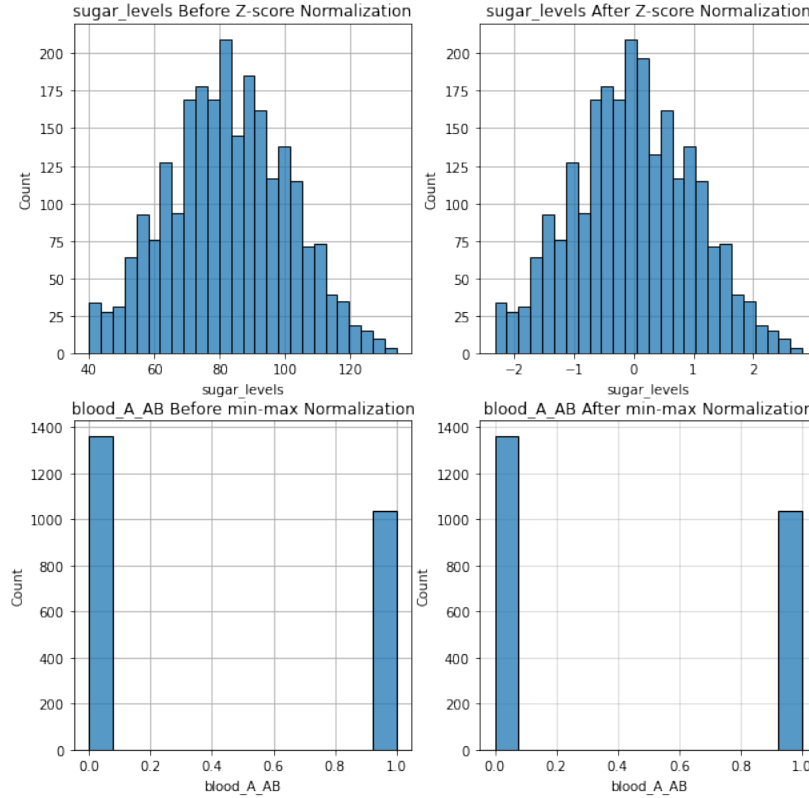 sugar_levels Before Z-score Normalization
200
175
150
125
100
75
50
25
0
Count
40 60 80 100 120
sugar_levels
sugar_levels After Z-score Normalization
200
175
150
125
100
75
50
25
0
Count
−2 −1 0 1 2
sugar_levels
blood_A_AB Before min-max Normalization
1400
1200
1000
800
600
400
200
0
Count
0.0 0.2 0.4 0.6 0.8 1.0
blood_A_AB
blood_A_AB After min-max Normalization
1400
1200
1000
800
600
400
200
0
Count
0.0 0.2 0.4 0.6 0.8 1.0
blood_A_AB